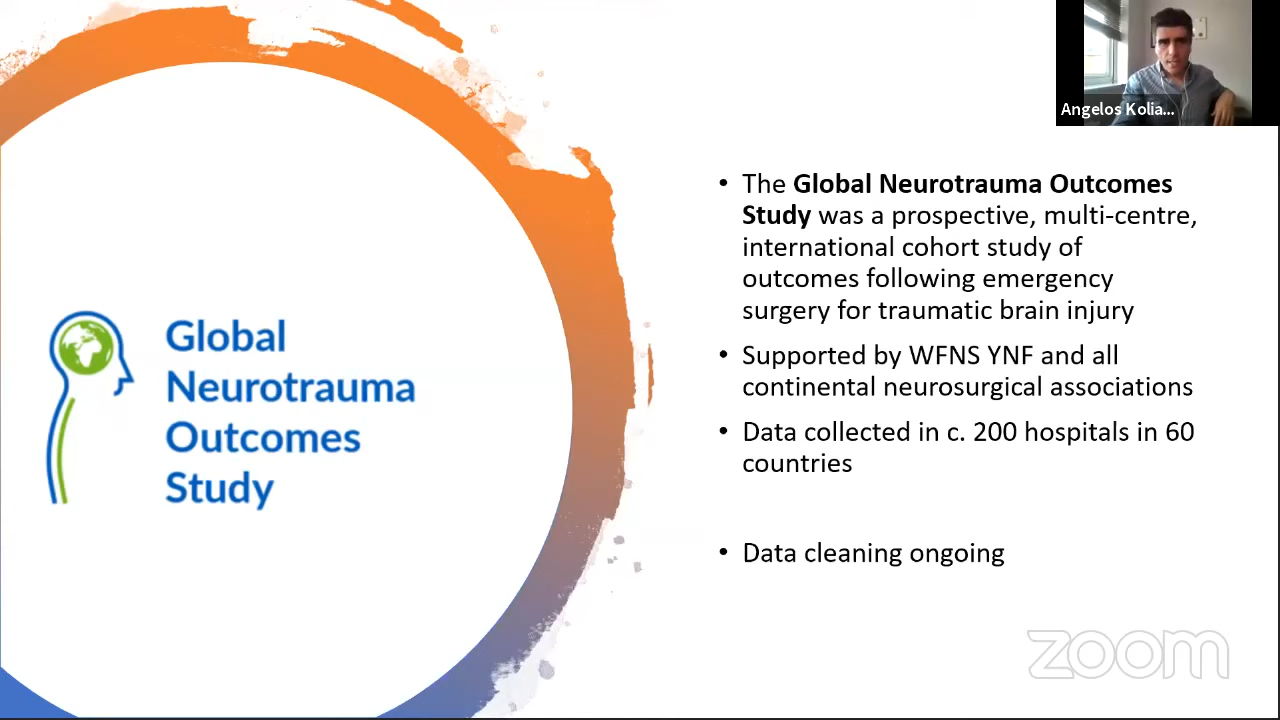 Angelos Kolia...
Global
Neurotrauma
Outcomes
Study
• The Global Neurotrauma Outcomes
Study was a prospective, multi-centre,
international cohort study of
outcomes following emergency
surgery for traumatic brain injury
• Supported by WFNS YNF and all
continental neurosurgical associations
• Data collected in c. 200 hospitals in 60
countries
• Data cleaning ongoing
zoom